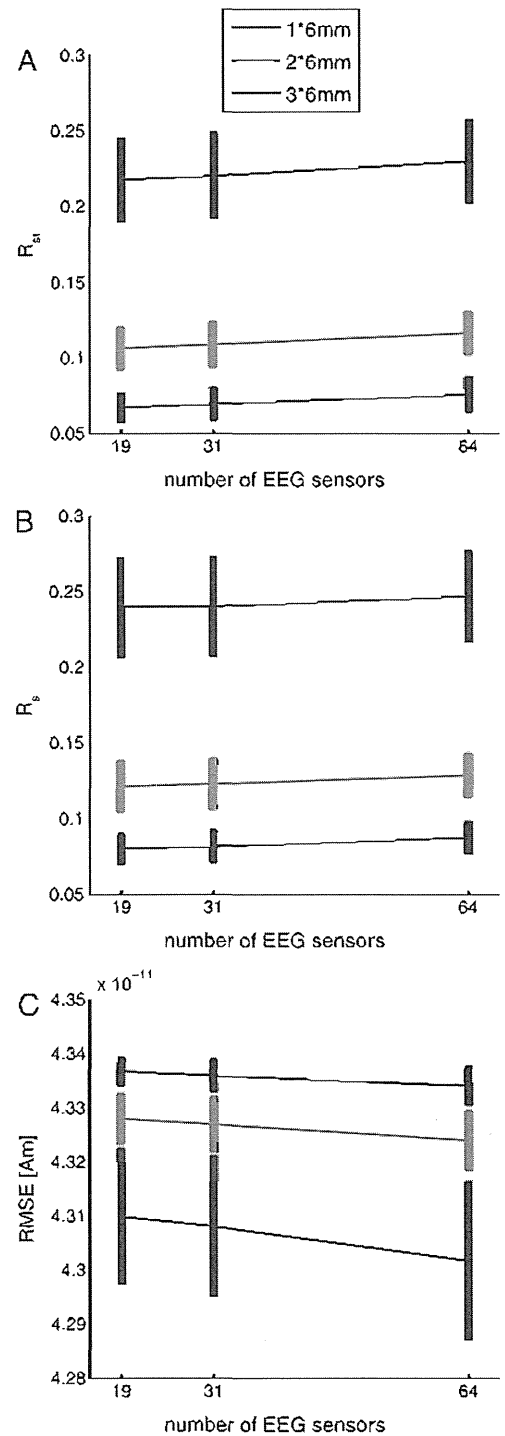 1*6mm
2*6mm
3*6mm
A
0.3
0.25
0.2
0.15
0.1
0.05
R_st
19 31 64
number of EEG sensors
B
0.3
0.25
0.2
0.15
0.1
0.05
R_s
19 31 64
number of EEG sensors
C
x 10^-11
4.35
4.34
4.33
4.32
4.31
4.3
4.29
4.28
RMSE [Am]
19 31 64
number of EEG sensors